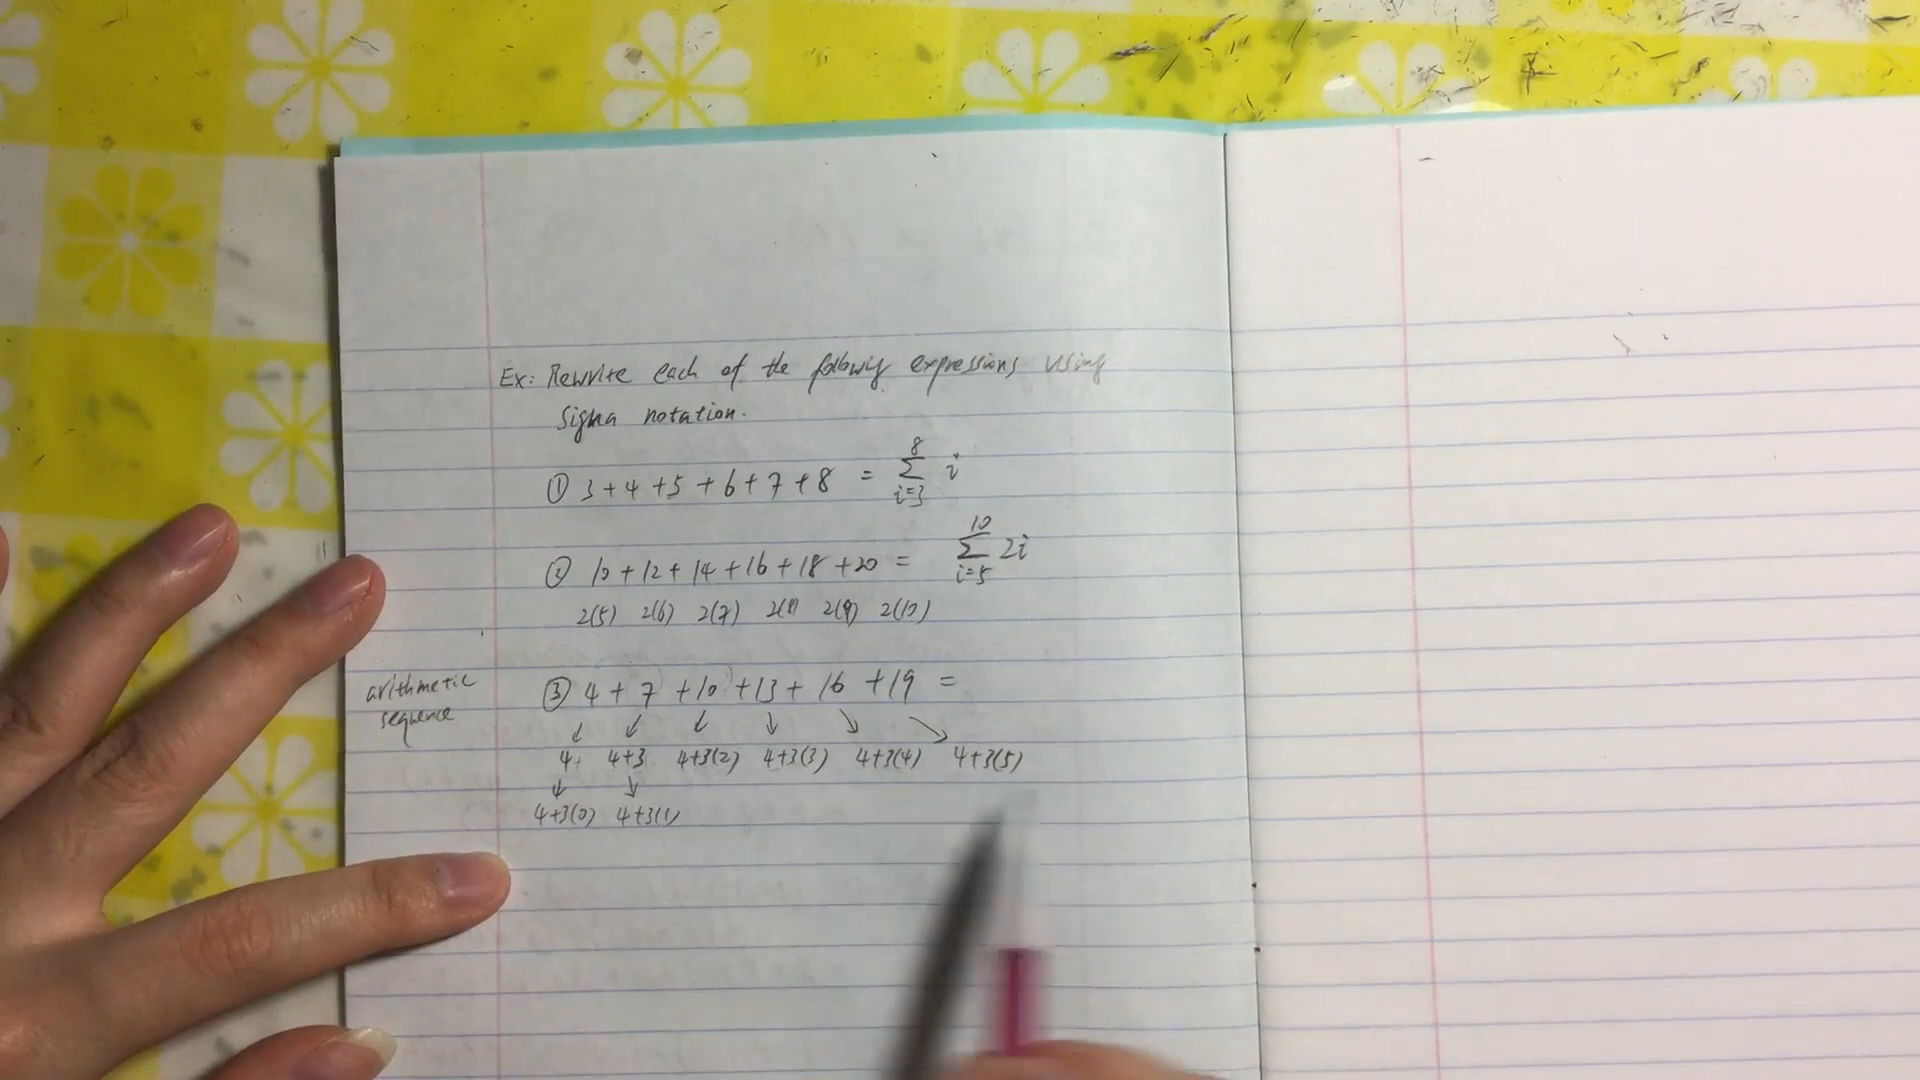 Ex: Rewrite each of the following expressions using
Sigma notation.
① 3+4+5+6+7+8 = \sum_{i=3}^{8} i
② 10+12+14+16+18+20 = \sum_{i=5}^{10} 2i
2(5) 2(6) 2(7) 2(8) 2(9) 2(10)
arithmetic
sequence
③ 4+7+10+13+16+19 =
↓ ↓ ↓ ↓ ↘ ↘
4 4+3 4+3(2) 4+3(3) 4+3(4) 4+3(5)
↓ ↓
4+3(0) 4+3(1)